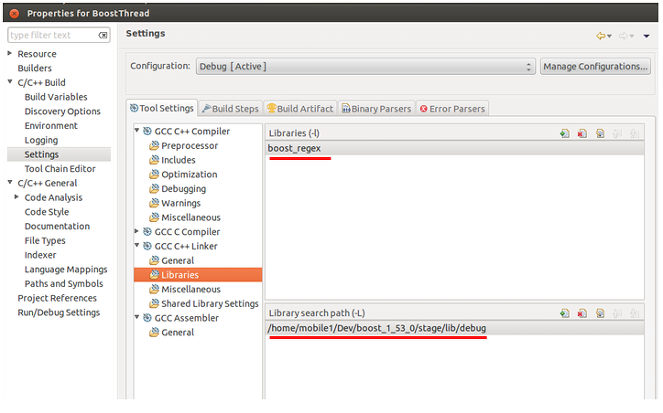 Properties for BoostThread
type filter text
Resource
Builders
C/C++ Build
Build Variables
Discovery Options
Environment
Logging
Settings
Tool Chain Editor
C/C++ General
Code Analysis
Code Style
Documentation
File Types
Indexer
Language Mappings
Paths and Symbols
Project References
Run/Debug Settings
Settings
Configuration: Debug [ Active ] Manage Configurations...
Tool Settings Build Steps Build Artifact Binary Parsers Error Parsers
GCC C++ Compiler
Preprocessor
Includes
Optimization
Debugging
Warnings
Miscellaneous
GCC C Compiler
GCC C++ Linker
General
Libraries
Miscellaneous
Shared Library Settings
GCC Assembler
General
Libraries (-l)
boost_regex
Library search path (-L)
/home/mobile1/Dev/boost_1_53_0/stage/lib/debug